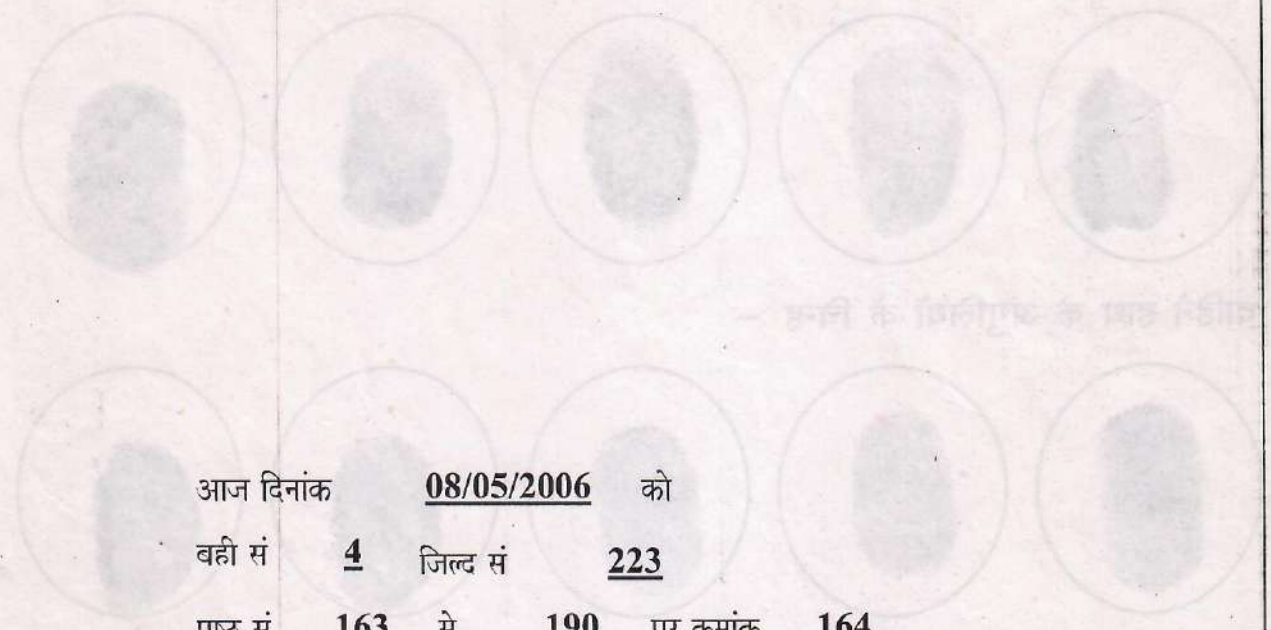 दाहिने हाथ के अंगुलियों के चिन्ह –
आज दिनांक 08/05/2006 को
बही सं 4 जिल्द सं 223
पृष्ठ सं 163 से 190 पर क्रमांक 164